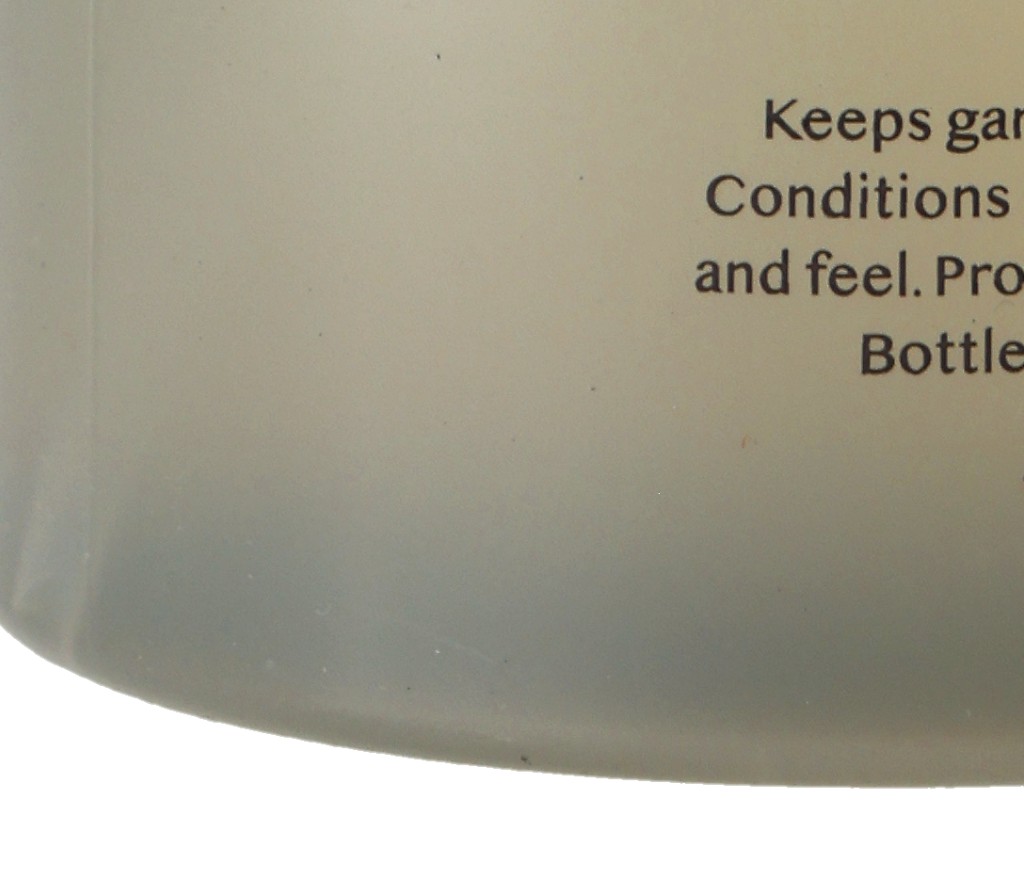 Keeps gar
Conditions
and feel. Pro
Bottle